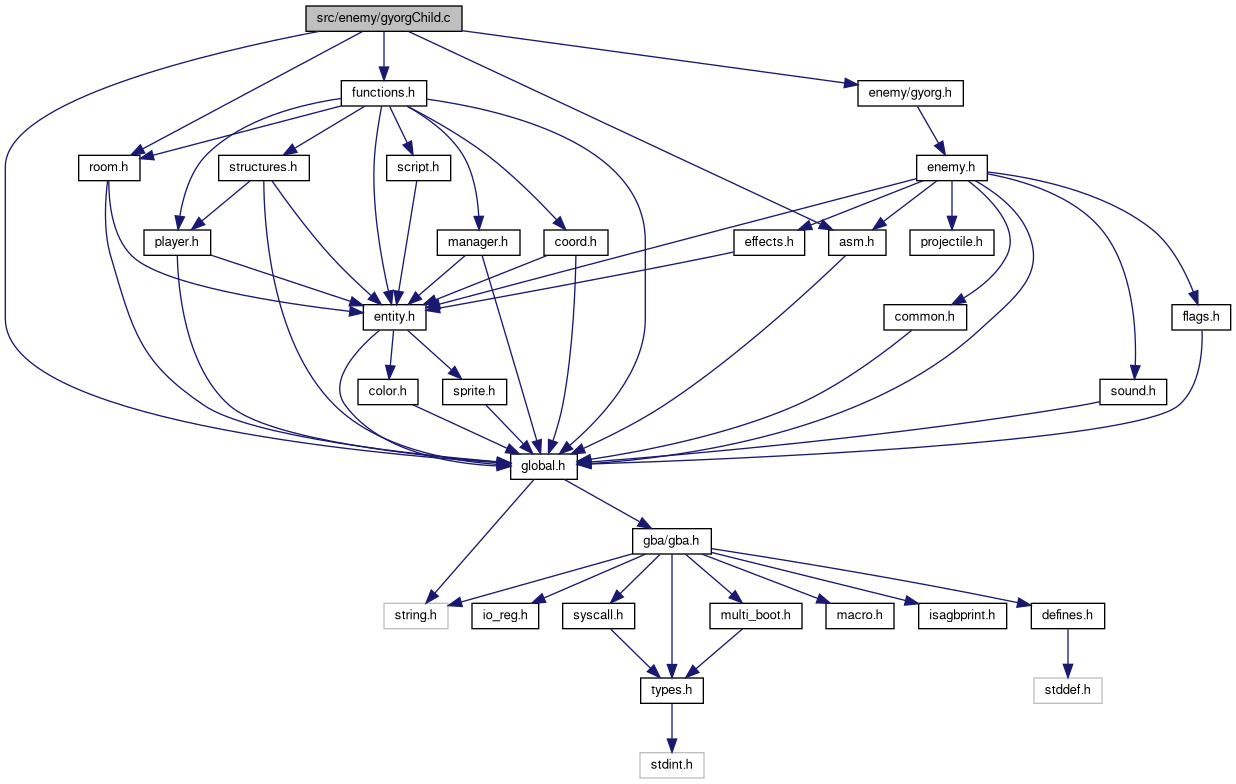 src/enemy/gyorgChild.c
functions.h
enemy/gyorg.h
room.h
structures.h
script.h
enemy.h
player.h
manager.h
coord.h
effects.h
asm.h
projectile.h
entity.h
common.h
flags.h
color.h
sprite.h
sound.h
global.h
gba/gba.h
string.h
io_reg.h
syscall.h
multi_boot.h
macro.h
isagbprint.h
defines.h
types.h
stddef.h
stdint.h